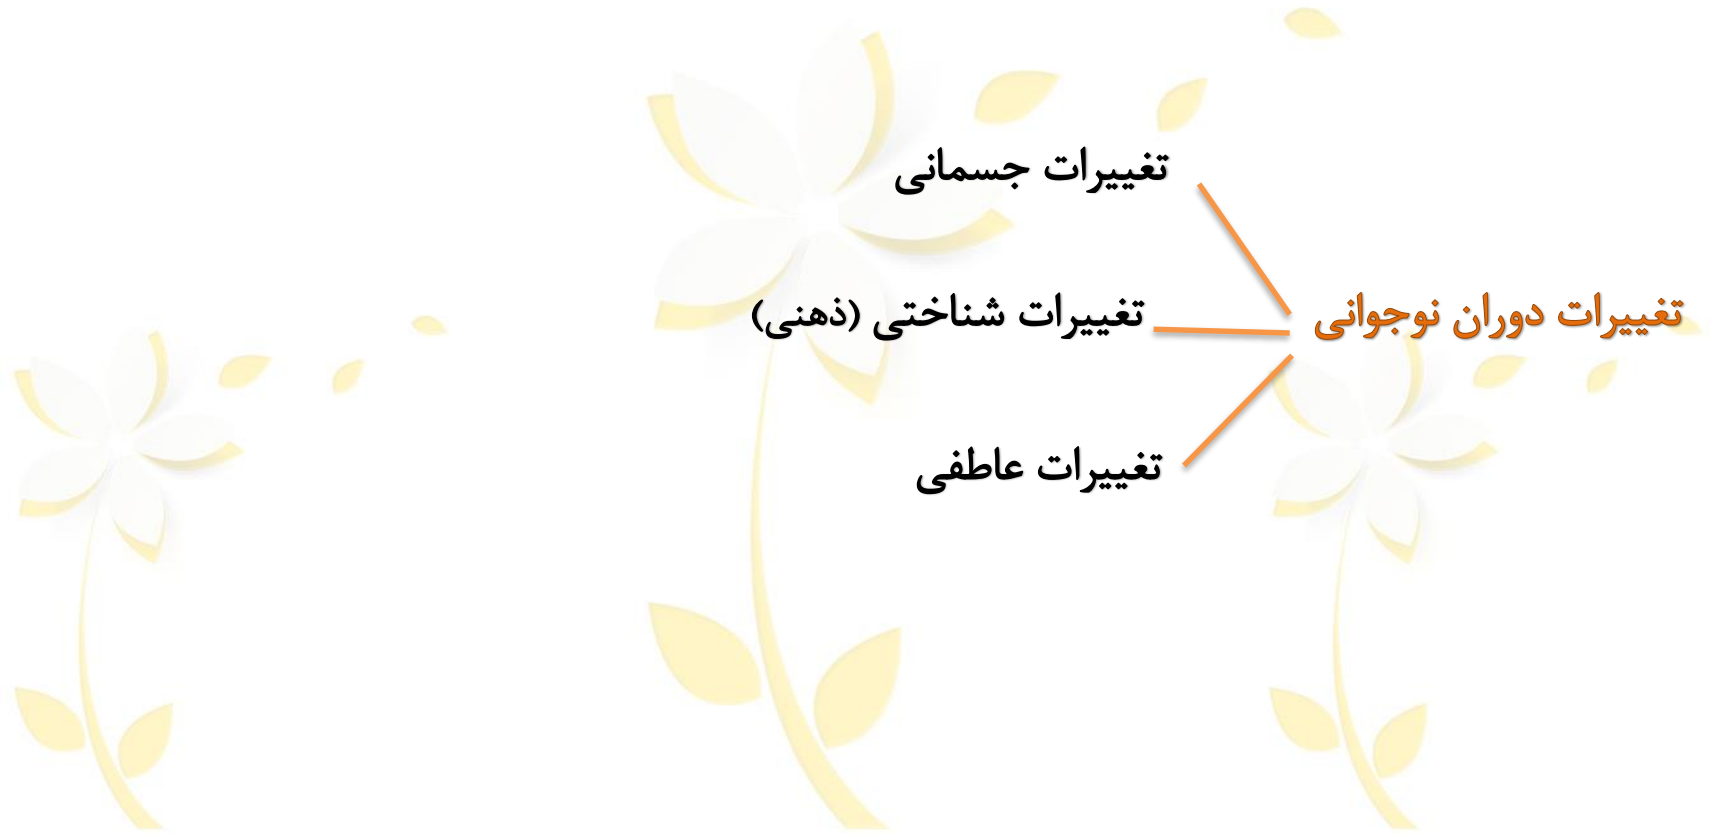 تغییرات دوران نوجوانی
تغییرات جسمانی
تغییرات شناختی (ذهنی)
تغییرات عاطفی